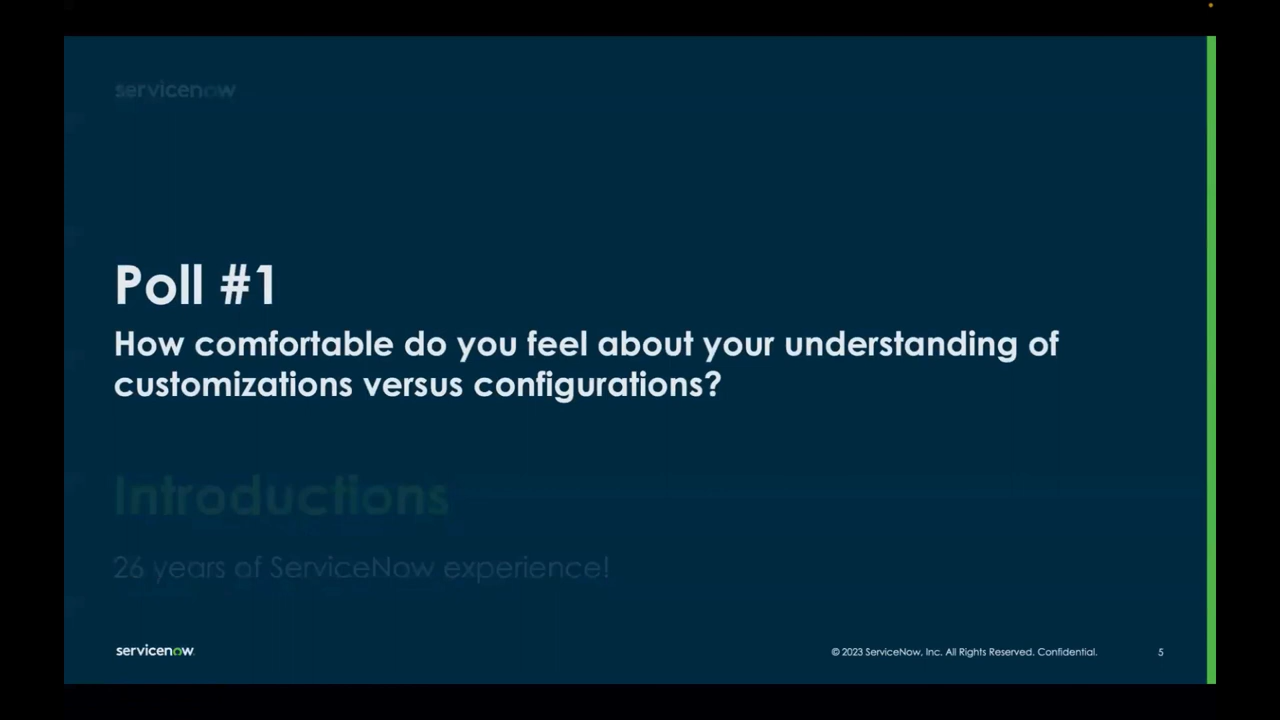 servicenow
Poll #1
How comfortable do you feel about your understanding of
customizations versus configurations?
Introductions
26 years of ServiceNow experience!
servicenow
© 2023 ServiceNow, Inc. All Rights Reserved. Confidential.
5